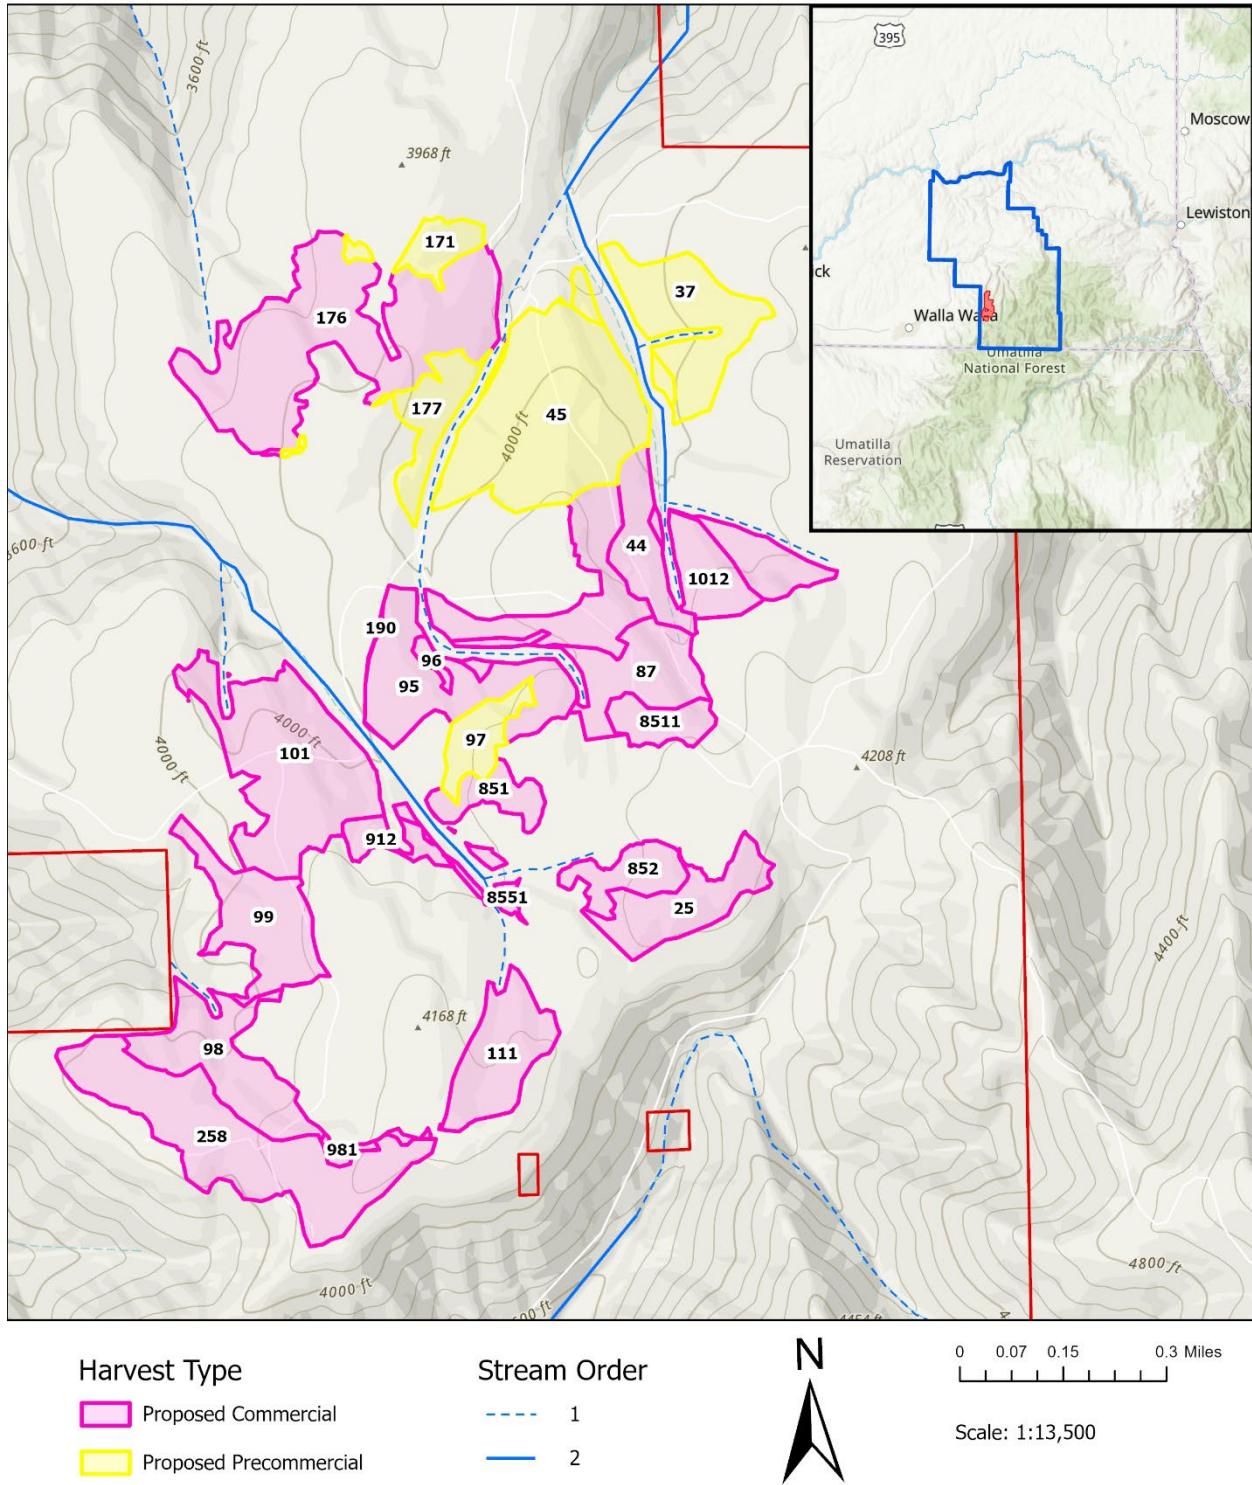 3600 ft
3968 ft
395
Moscow
Lewiston
ick
Walla Walla
Umatilla
National Forest
Umatilla
Reservation
171
37
176
177
45
4000 ft
3600 ft
44
1012
190
96
95
87
8511
4000 ft
4000 ft
101
97
851
4208 ft
912
852
8551
25
99
4400 ft
4168 ft
98
111
258
981
4000 ft
4800 ft
Harvest Type
Proposed Commercial
Proposed Precommercial
Stream Order
1
2
N
0 0.07 0.15 0.3 Miles
Scale: 1:13,500